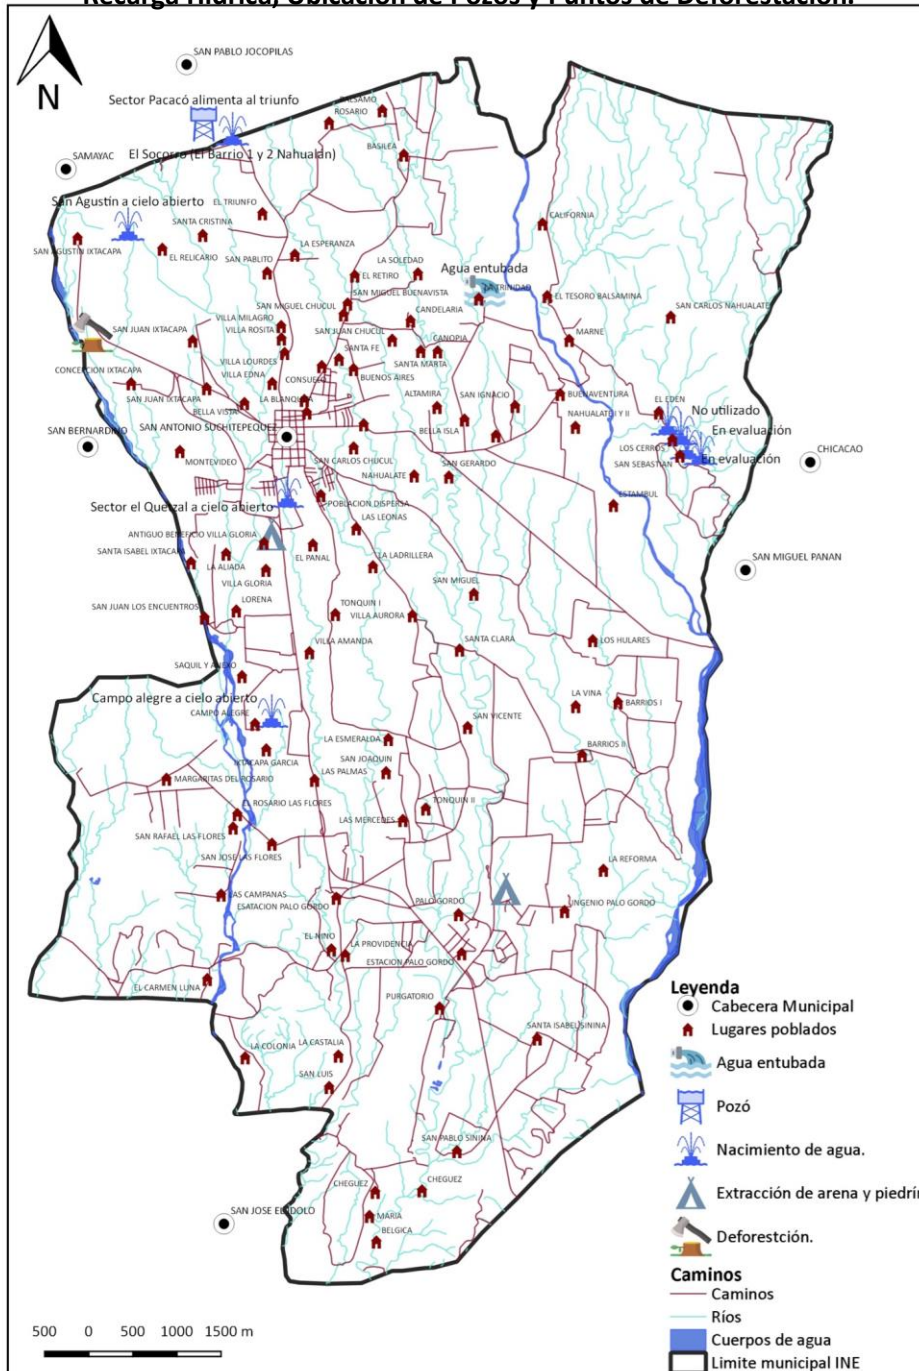 Recarga Hídrica, Ubicación de Pozos y Puntos de Deforestación.
SAN PABLO JOCOPILAS
N
Sector Pacacó alimenta al triunfo
BALSAMO
ROSARIO
BASILEA
El Socorro (El Barrio 1 y 2 Nahualán)
SAMAYAC
San Agustin a cielo abierto
EL TRIUNFO
CALIFORNIA
SANTA CRISTINA
SAN AGUSTIN IXTACAPA
EL RELICARIO
LA ESPERANZA
SAN PABLITO
LA SOLEDAD
EL RETIRO
Agua entubada
LA TRINIDAD
EL TESORO BALSAMINA
SAN MIGUEL BUENAVISTA
SAN MIGUEL CHUCUL
SAN CARLOS NAHUALATE
VILLA MILAGRO
CANDELARIA
SAN JUAN IXTACAPA
VILLA ROSITA
SAN JUAN CHUCUL
MARNE
CANOPIA
VILLA LOURDES
SANTA FE
SANTA MARTA
CONCEPCION IXTACAPA
VILLA EDNA
CONSUELO
BUENOS AIRES
SAN JUAN IXTACAPA
ALTAMIRA
SAN IGNACIO
BUENAVENTURA
BELLA VISTA
LA BLANQUITA
EL EDEN
NAHUALATE I Y II
No utilizado
SAN BERNARDINO
SAN ANTONIO SUCHITEPEQUEZ
BELLA ISLA
En evaluación
MONTEVIDEO
SAN CARLOS CHUCUL
LOS CERROS
En evaluación
CHICACAO
NAHUALATE
SAN GERARDO
SAN SEBASTIAN
Sector el Quetzal a cielo abierto
POBLACION DISPERSA
ESTAMBUL
LAS LEONAS
ANTIGUO BENEFICIO VILLA GLORIA
SANTA ISABEL IXTACAPA
LA ALIADA
EL PANAL
LA LADRILLERA
SAN MIGUEL PANAN
VILLA GLORIA
SAN MIGUEL
LORENA
SAN JUAN LOS ENCUENTROS
TONQUIN I
VILLA AURORA
VILLA AMANDA
SANTA CLARA
LOS HULARES
SAQUIL Y ANEXO
Campo alegre a cielo abierto
LA VINA
BARRIOS I
CAMPO ALEGRE
SAN VICENTE
LA ESMERALDA
BARRIOS II
IXTACAPA GARCIA
SAN JOAQUIN
MARGARITAS DEL ROSARIO
LAS PALMAS
EL ROSARIO LAS FLORES
TONQUIN II
LAS MERCEDES
SAN RAFAEL LAS FLORES
SAN JOSE LAS FLORES
LA REFORMA
LAS CAMPANAS
ESATACION PALO GORDO
PALO GORDO
INGENIO PALO GORDO
EL NINO
LA PROVIDENCIA
ESTACION PALO GORDO
EL CARMEN LUNA
PURGATORIO
SANTA ISABEL SININA
LA COLONIA
LA CASTALIA
SAN LUIS
SAN PABLO SININA
CHEGUEZ
CHEGUEZ
SAN JOSE EL IDOLO
MARIA
BELGICA
Leyenda
Cabecera Municipal
Lugares poblados
Agua entubada
Pozó
Nacimiento de agua.
Extracción de arena y piedrín
Deforestción.
Caminos
Caminos
Ríos
Cuerpos de agua
Limite municipal INE
500 0 500 1000 1500 m